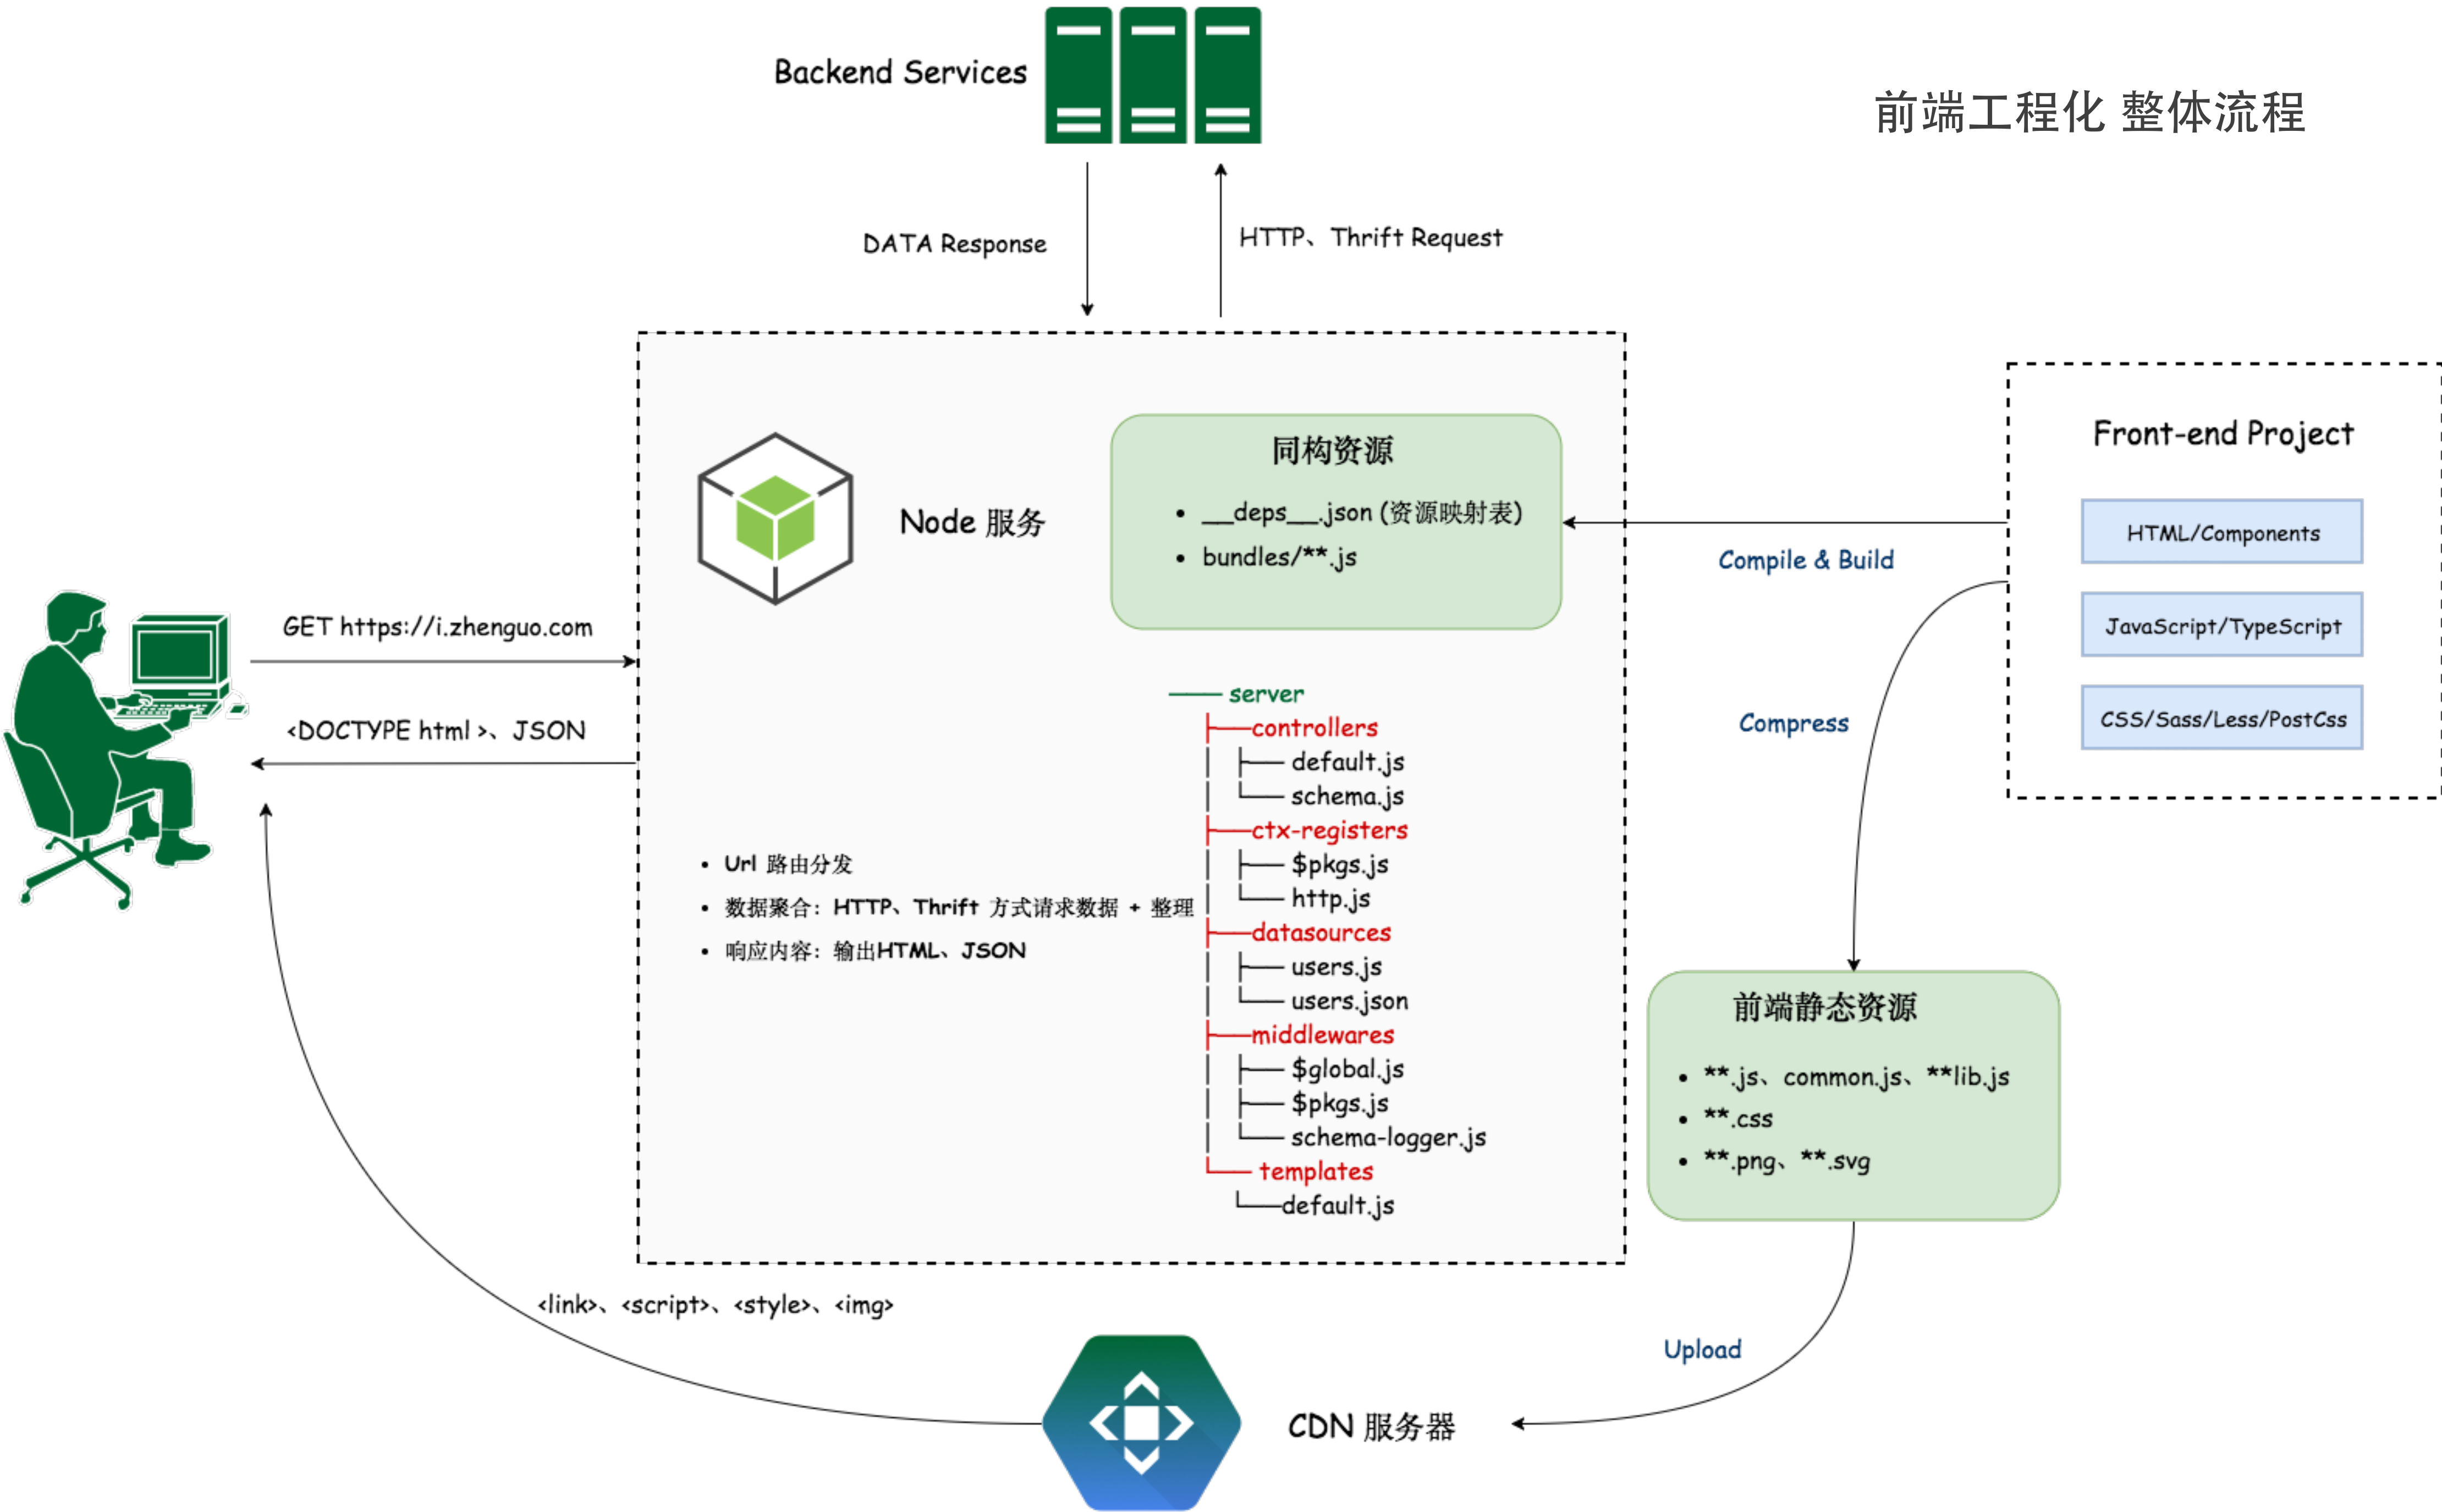 Backend Services
前端工程化 整体流程
DATA Response
HTTP、Thrift Request
Node 服务
同构资源
• __deps__.json (资源映射表)
• bundles/**.js
Compile & Build
Front-end Project
HTML/Components
JavaScript/TypeScript
CSS/Sass/Less/PostCss
GET https://i.zhenguo.com
<DOCTYPE html >、JSON
Compress
• Url 路由分发
• 数据聚合：HTTP、Thrift 方式请求数据 + 整理
• 响应内容：输出HTML、JSON
—— server
├──controllers
│ ├── default.js
│ └── schema.js
├──ctx-registers
│ ├── $pkgs.js
│ └── http.js
├──datasources
│ ├── users.js
│ └── users.json
├──middlewares
│ ├── $global.js
│ ├── $pkgs.js
│ └── schema-logger.js
└── templates
└──default.js
前端静态资源
• **.js、common.js、**lib.js
• **.css
• **.png、**.svg
<link>、<script>、<style>、<img>
Upload
CDN 服务器